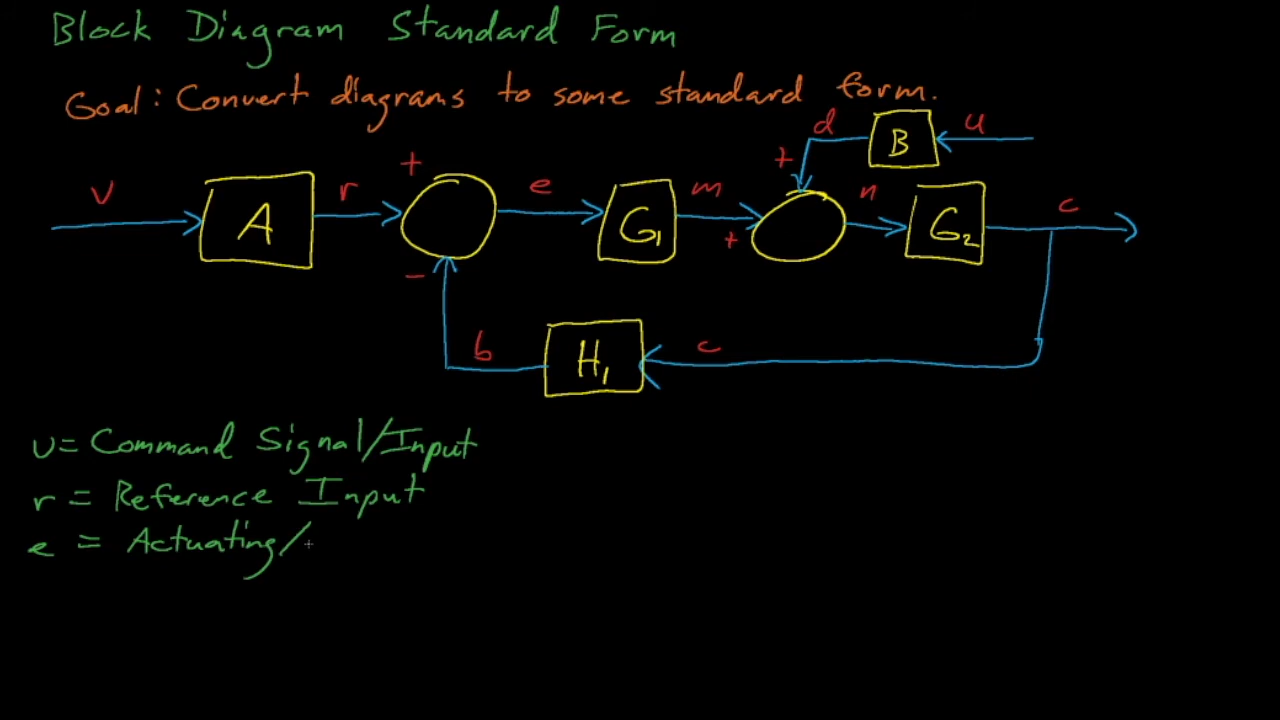 Block Diagram Standard Form
Goal: Convert diagrams to some standard form.
d B u
v A r + e G₁ m + + n G₂ c
-
b H₁ c
v = Command Signal/Input
r = Reference Input
e = Actuating/